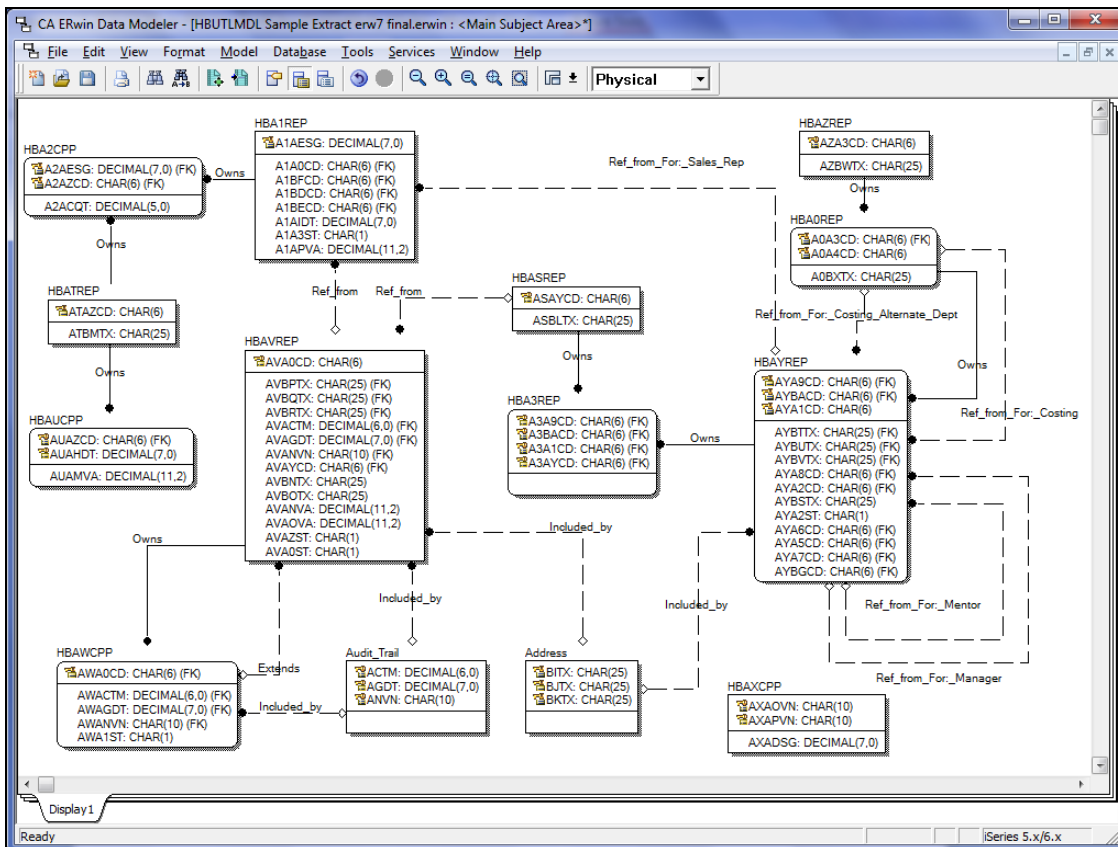 CA ERwin Data Modeler - [HBUTLMDL Sample Extract erw7 final.erwin : <Main Subject Area>*]
File Edit View Format Model Database Tools Services Window Help
Physical
HBA2CPP
A2AESG: DECIMAL(7,0) (FK)
A2AZCD: CHAR(6) (FK)
A2ACQT: DECIMAL(5,0)
Owns
HBA1REP
A1AESG: DECIMAL(7,0)
A1A0CD: CHAR(6) (FK)
A1BFCD: CHAR(6) (FK)
A1BDCD: CHAR(6) (FK)
A1BECD: CHAR(6) (FK)
A1AIDT: DECIMAL(7,0)
A1A3ST: CHAR(1)
A1APVA: DECIMAL(11,2)
Ref_from_For:_Sales_Rep
HBAZREP
AZA3CD: CHAR(6)
AZBWTX: CHAR(25)
Owns
HBA0REP
A0A3CD: CHAR(6) (FK)
A0A4CD: CHAR(6)
A0BXTX: CHAR(25)
Owns
Ref_from
Ref_from
HBASREP
ASAYCD: CHAR(6)
ASBLTX: CHAR(25)
Ref_from_For:_Costing_Alternate_Dept
HBATREP
ATAZCD: CHAR(6)
ATBMTX: CHAR(25)
Owns
Owns
Owns
Ref_from_For:_Costing
HBAVREP
AVA0CD: CHAR(6)
AVBPTX: CHAR(25) (FK)
AVBQTX: CHAR(25) (FK)
AVBRTX: CHAR(25) (FK)
AVACTM: DECIMAL(6,0) (FK)
AVAGDT: DECIMAL(7,0) (FK)
AVANVN: CHAR(10) (FK)
AVAYCD: CHAR(6) (FK)
AVBNTX: CHAR(25)
AVBOTX: CHAR(25)
AVANVA: DECIMAL(11,2)
AVAOVA: DECIMAL(11,2)
AVAZST: CHAR(1)
AVA0ST: CHAR(1)
HBAYREP
AYA9CD: CHAR(6) (FK)
AYBACD: CHAR(6) (FK)
AYA1CD: CHAR(6)
AYBTTX: CHAR(25) (FK)
AYBUTX: CHAR(25) (FK)
AYBVTX: CHAR(25) (FK)
AYA8CD: CHAR(6) (FK)
AYA2CD: CHAR(6) (FK)
AYBSTX: CHAR(25)
AYA2ST: CHAR(1)
AYA6CD: CHAR(6) (FK)
AYA5CD: CHAR(6) (FK)
AYA7CD: CHAR(6) (FK)
AYBGCD: CHAR(6) (FK)
HBAUCPP
AUAZCD: CHAR(6) (FK)
AUAHDT: DECIMAL(7,0)
AUAMVA: DECIMAL(11,2)
HBA3REP
A3A9CD: CHAR(6) (FK)
A3BACD: CHAR(6) (FK)
A3A1CD: CHAR(6) (FK)
A3AYCD: CHAR(6) (FK)
Owns
Owns
Included_by
Included_by
Included_by
Ref_from_For:_Mentor
Ref_from_For:_Manager
HBAWCPP
AWA0CD: CHAR(6) (FK)
AWACTM: DECIMAL(6,0) (FK)
AWAGDT: DECIMAL(7,0) (FK)
AWANVN: CHAR(10) (FK)
AWA1ST: CHAR(1)
Extends
Included_by
Audit_Trail
ACTM: DECIMAL(6,0)
AGDT: DECIMAL(7,0)
ANVN: CHAR(10)
Address
BITX: CHAR(25)
BJTX: CHAR(25)
BKTX: CHAR(25)
HBAXCPP
AXAOVN: CHAR(10)
AXAPVN: CHAR(10)
AXADSG: DECIMAL(7,0)
Display1
Ready
iSeries 5.x/6.x